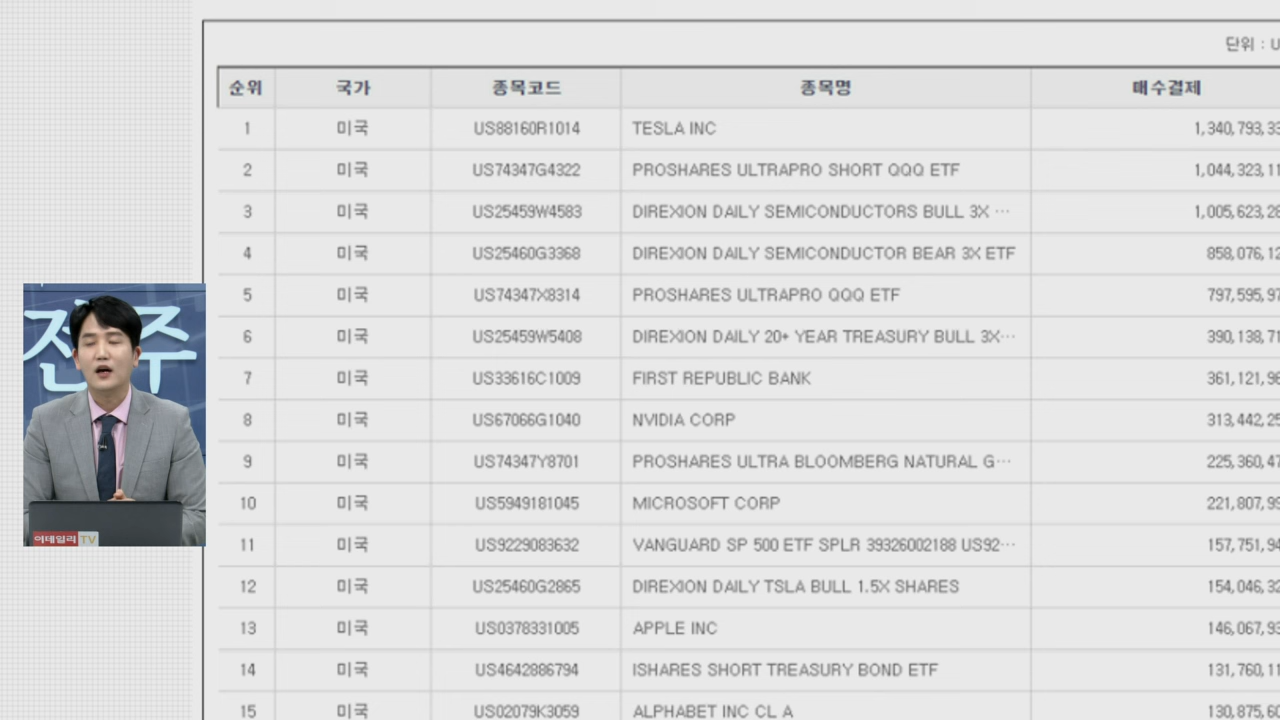 단위 : U
순위 국가 종목코드 종목명 매수결제
1 미국 US88160R1014 TESLA INC 1,340,793,33
2 미국 US74347G4322 PROSHARES ULTRAPRO SHORT QQQ ETF 1,044,323,11
3 미국 US25459W4583 DIREXION DAILY SEMICONDUCTORS BULL 3X ··· 1,005,623,28
4 미국 US25460G3368 DIREXION DAILY SEMICONDUCTOR BEAR 3X ETF 858,076,12
5 미국 US74347X8314 PROSHARES ULTRAPRO QQQ ETF 797,595,97
6 미국 US25459W5408 DIREXION DAILY 20+ YEAR TREASURY BULL 3X··· 390,138,71
7 미국 US33616C1009 FIRST REPUBLIC BANK 361,121,98
8 미국 US67066G1040 NVIDIA CORP 313,442,25
9 미국 US74347Y8701 PROSHARES ULTRA BLOOMBERG NATURAL G··· 225,360,47
10 미국 US5949181045 MICROSOFT CORP 221,807,99
11 미국 US9229083632 VANGUARD SP 500 ETF SPLR 39326002188 US92··· 157,751,94
12 미국 US25460G2865 DIREXION DAILY TSLA BULL 1.5X SHARES 154,046,32
13 미국 US0378331005 APPLE INC 146,067,93
14 미국 US4642886794 ISHARES SHORT TREASURY BOND ETF 131,760,11
15 미국 US02079K3059 ALPHABET INC CL A 130,875,60
전주
이데일리TV